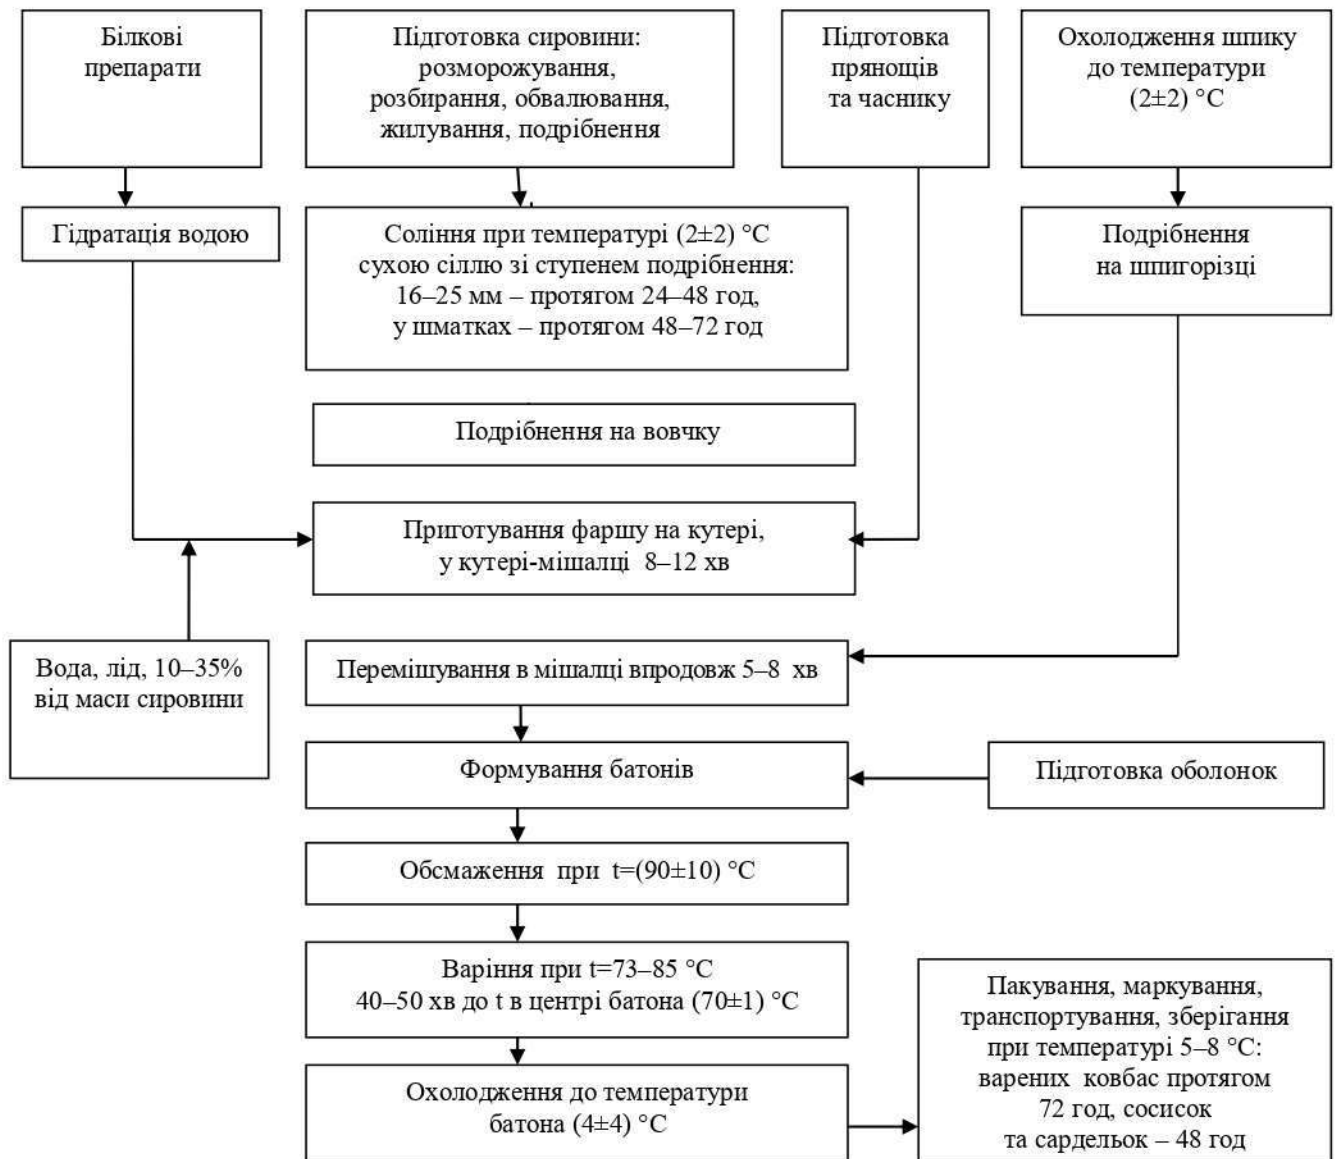 Білкові
препарати
Підготовка сировини:
розморожування,
розбирання, обвалювання,
жилування, подрібнення
Підготовка
прянощів
та часнику
Охолодження шпику
до температури
(2±2) °С
Гідратація водою
Соління при температурі (2±2) °С
сухою сіллю зі ступенем подрібнення:
16–25 мм – протягом 24–48 год,
у шматках – протягом 48–72 год
Подрібнення
на шпигорізці
Подрібнення на вовчку
Приготування фаршу на кутері,
у кутері-мішалці 8–12 хв
Вода, лід, 10–35%
від маси сировини
Перемішування в мішалці впродовж 5–8 хв
Формування батонів
Підготовка оболонок
Обсмаження при t=(90±10) °С
Варіння при t=73–85 °С
40–50 хв до t в центрі батона (70±1) °С
Охолодження до температури
батона (4±4) °С
Пакування, маркування,
транспортування, зберігання
при температурі 5–8 °С:
варених ковбас протягом
72 год, сосисок
та сардельок – 48 год